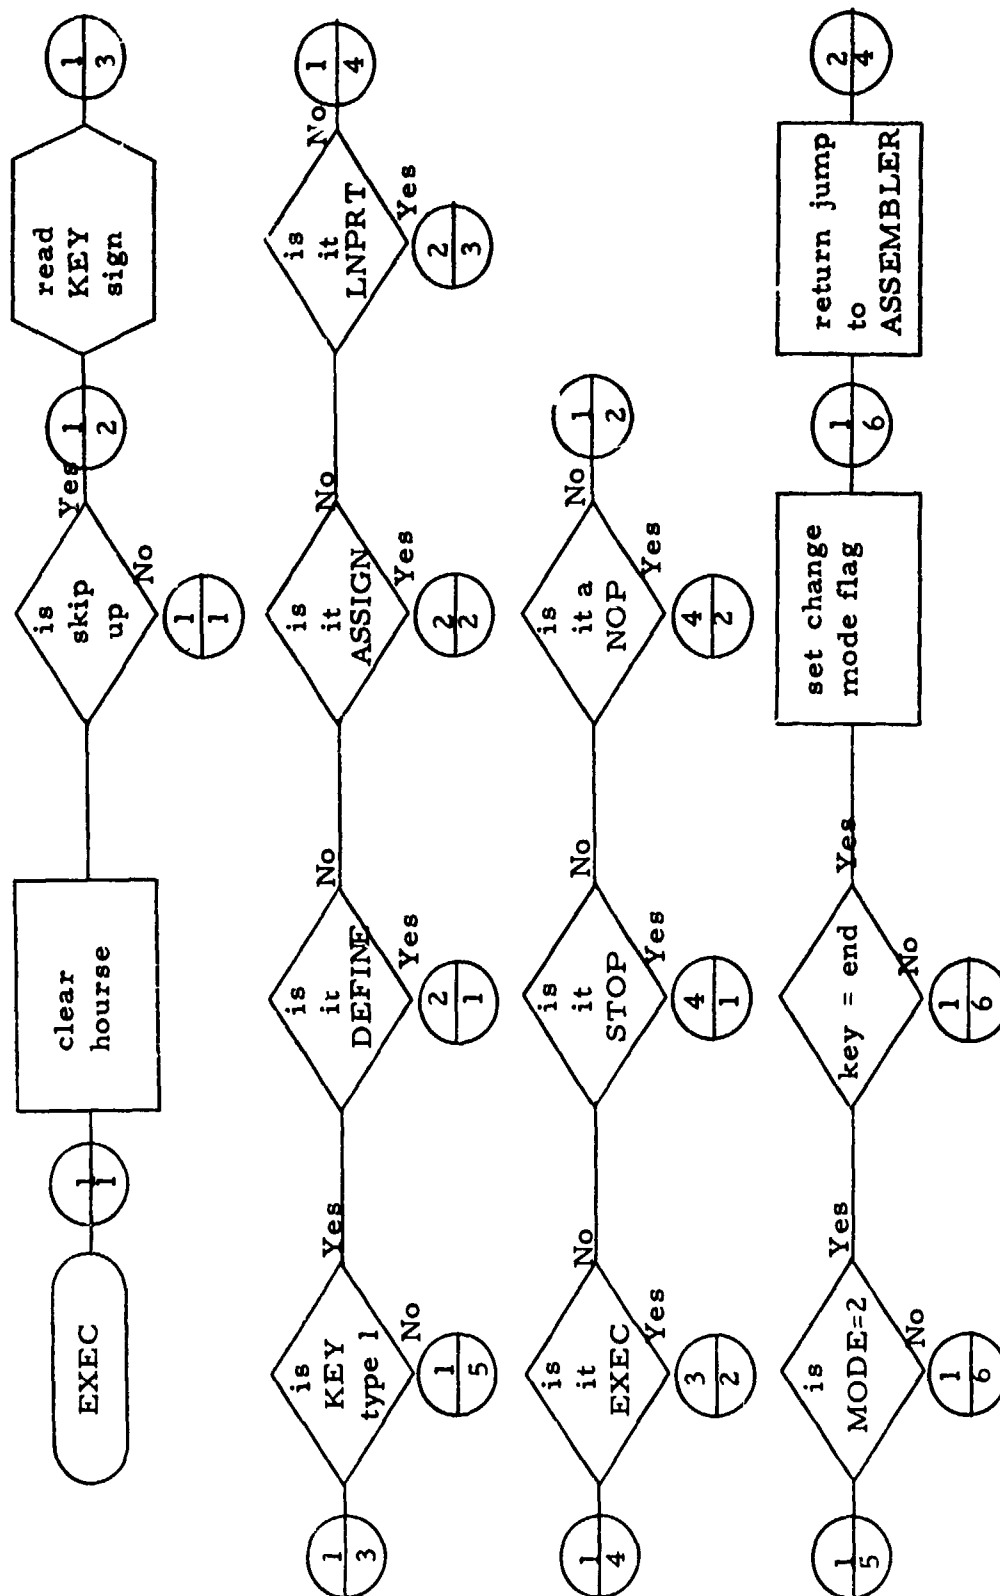 EXEC
1
1
clear
hourse
is
skip
up
Yes
No
1
1
1
2
read
KEY
sign
1
3
1
3
is
KEY
type 1
Yes
No
1
5
is
it
DEFINE
No
Yes
2
1
is
it
ASSIGN
No
Yes
2
2
is
it
LNPRT
No
Yes
2
3
1
4
1
4
is
it
EXEC
No
Yes
3
2
is
it
STOP
No
Yes
4
1
is
it a
NOP
No
Yes
4
2
1
2
1
5
is
MODE=2
Yes
No
1
6
key = end
Yes
No
1
6
set change
mode flag
1
6
return jump
to
ASSEMBLER
2
4